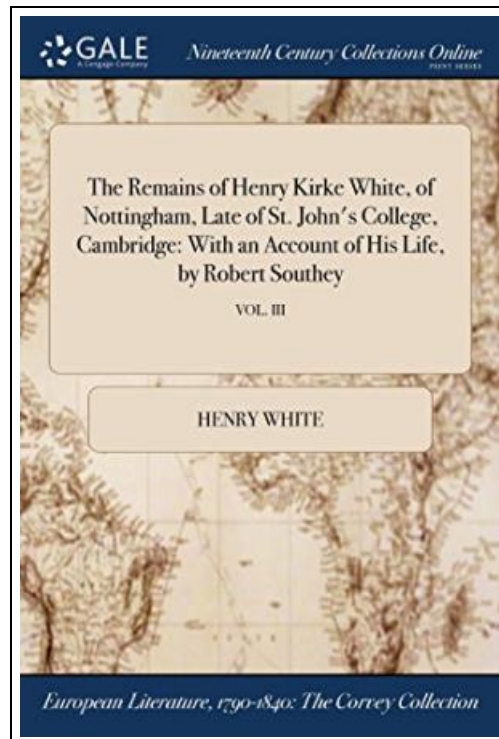 GALE
A Cengage Company
Nineteenth Century Collections Online
PRINT SERIES
The Remains of Henry Kirke White, of
Nottingham, Late of St. John's College,
Cambridge: With an Account of His Life,
by Robert Southey
VOL. III
HENRY WHITE
European Literature, 1790-1840: The Corvey Collection